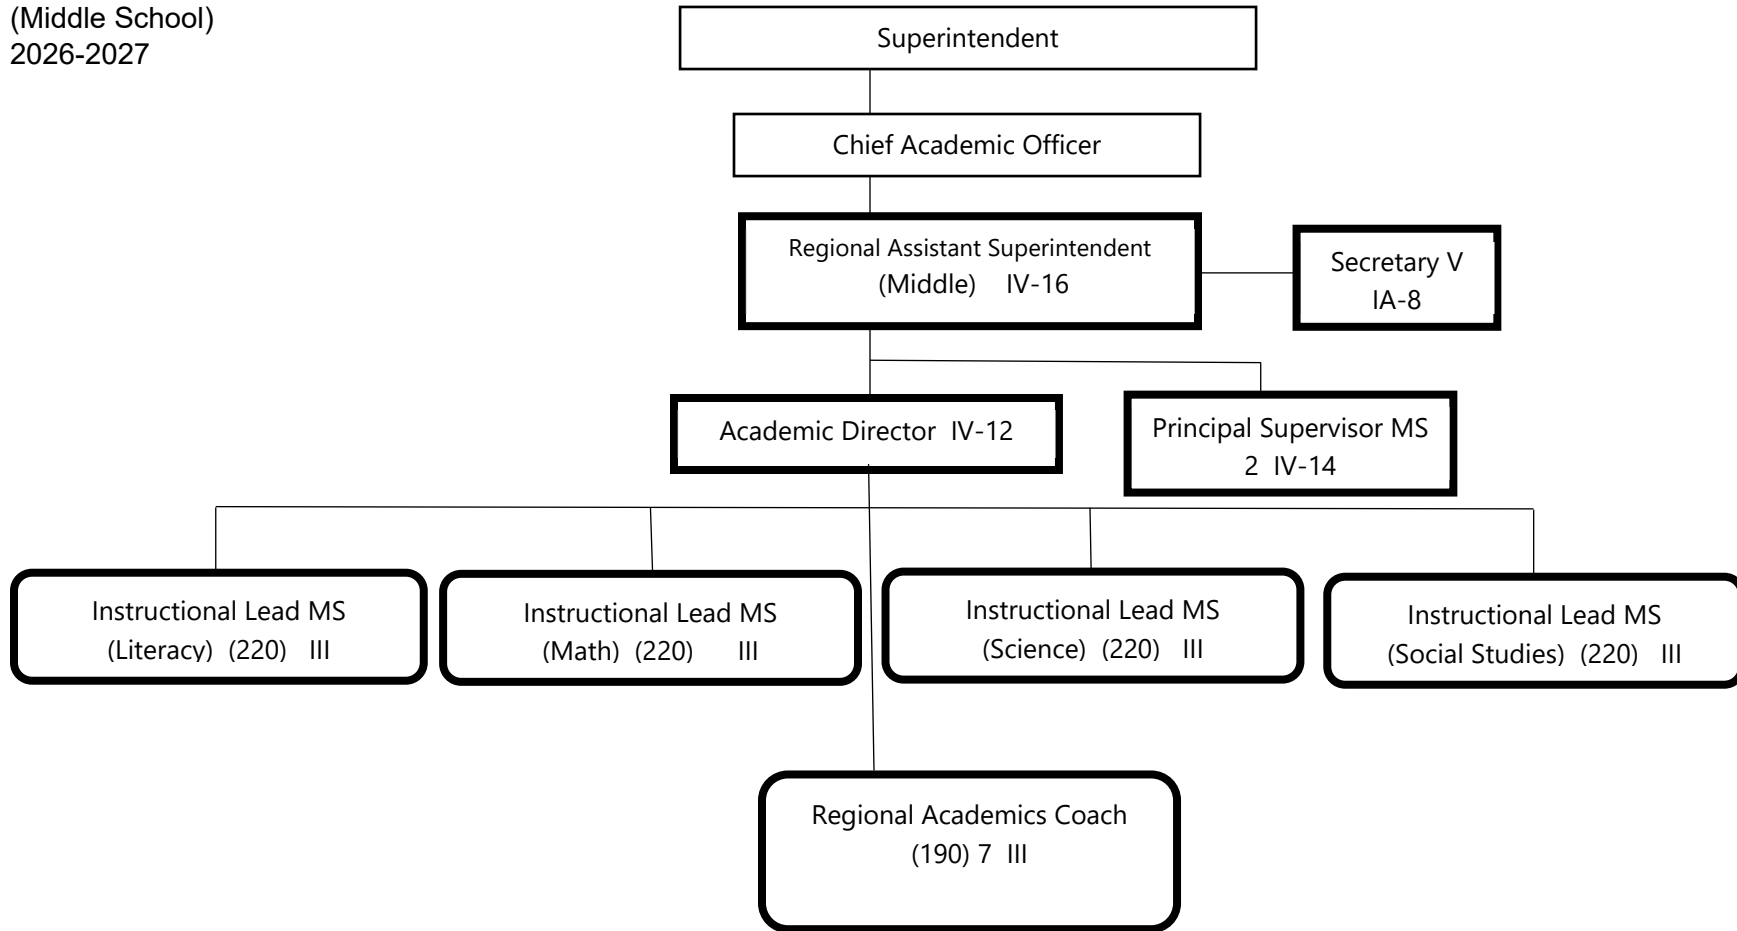 (Middle School)
2026-2027
Superintendent
Chief Academic Officer
Regional Assistant Superintendent
(Middle) IV-16
Secretary V
IA-8
Academic Director IV-12
Principal Supervisor MS
2 IV-14
Instructional Lead MS
(Literacy) (220) III
Instructional Lead MS
(Math) (220) III
Instructional Lead MS
(Science) (220) III
Instructional Lead MS
(Social Studies) (220) III
Regional Academics Coach
(190) 7 III